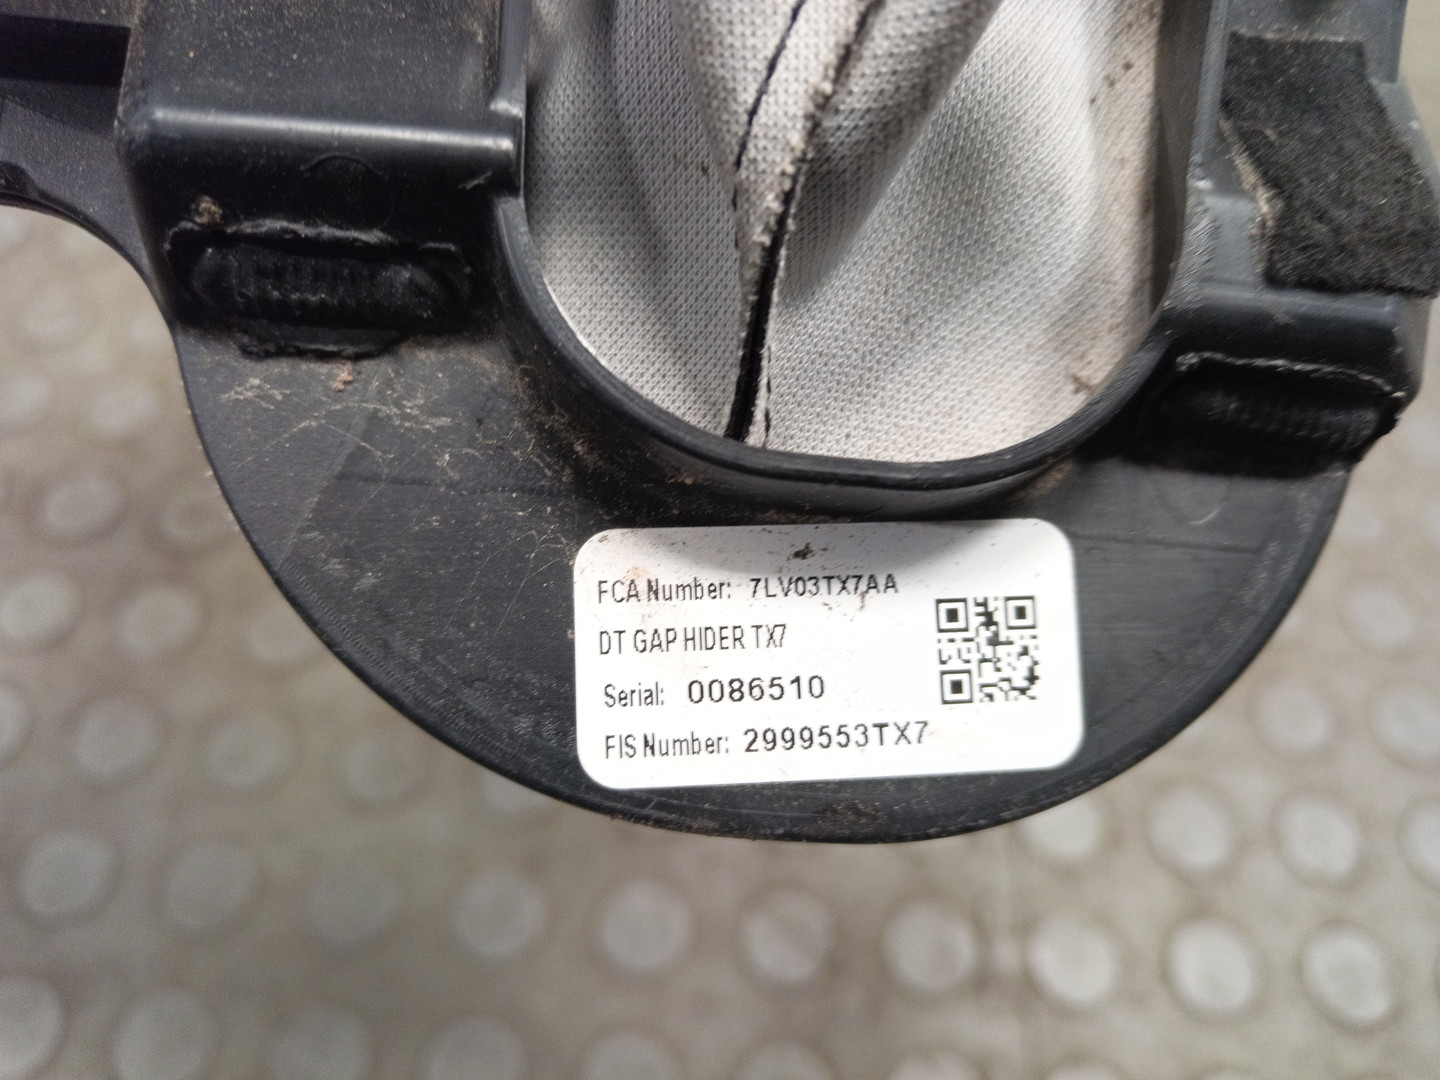 FCA Number: 7LV03TX7AA
DT GAP HIDER TX7
Serial: 0086510
FIS Number: 2999553TX7